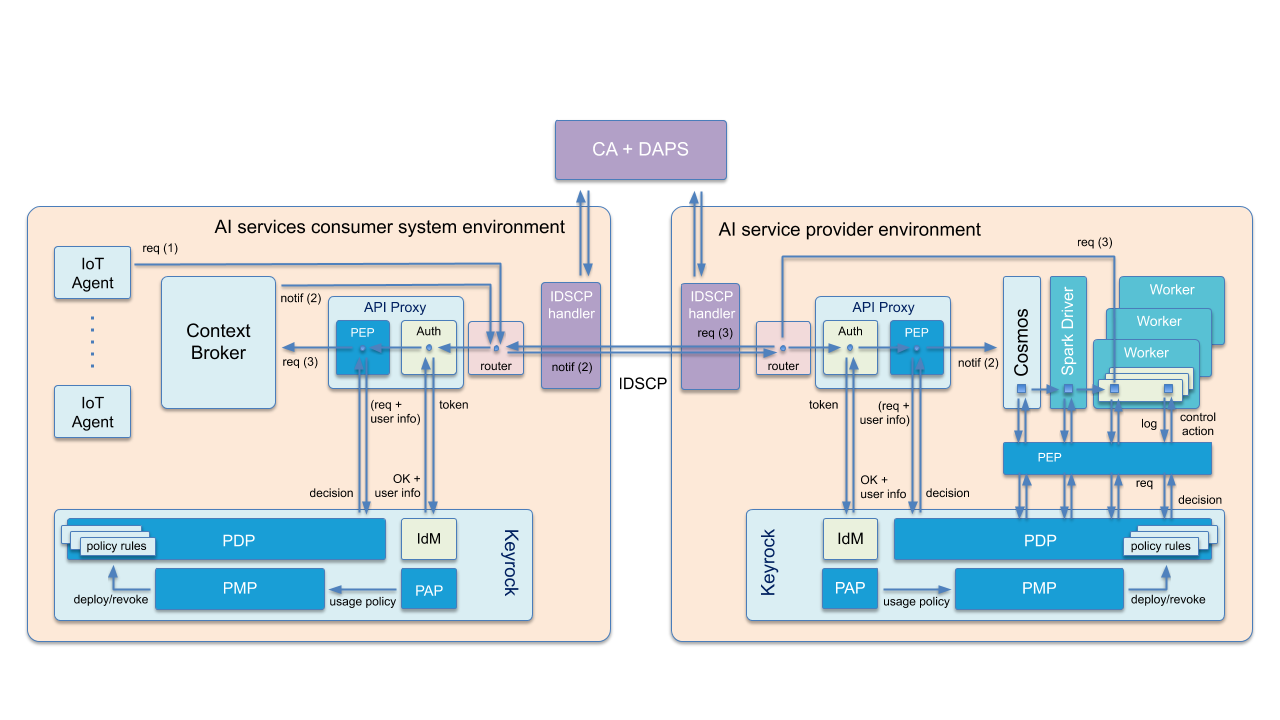 CA + DAPS
AI services consumer system environment
req (1)
IoT
Agent
IoT
Agent
notif (2)
Context
Broker
req (3)
API Proxy
PEP
Auth
router
IDSCP
handler
notif (2)
(req +
user info)
token
decision
OK +
user info
PDP
policy rules
IdM
Keyrock
PMP
PAP
deploy/revoke
usage policy
IDSCP
AI service provider environment
req (3)
IDSCP
handler
req (3)
router
API Proxy
Auth
PEP
notif (2)
Cosmos
Spark Driver
Worker
Worker
Worker
token
(req +
user info)
log
control
action
PEP
OK +
user info
decision
req
decision
Keyrock
IdM
PDP
policy rules
PAP
PMP
usage policy
deploy/revoke